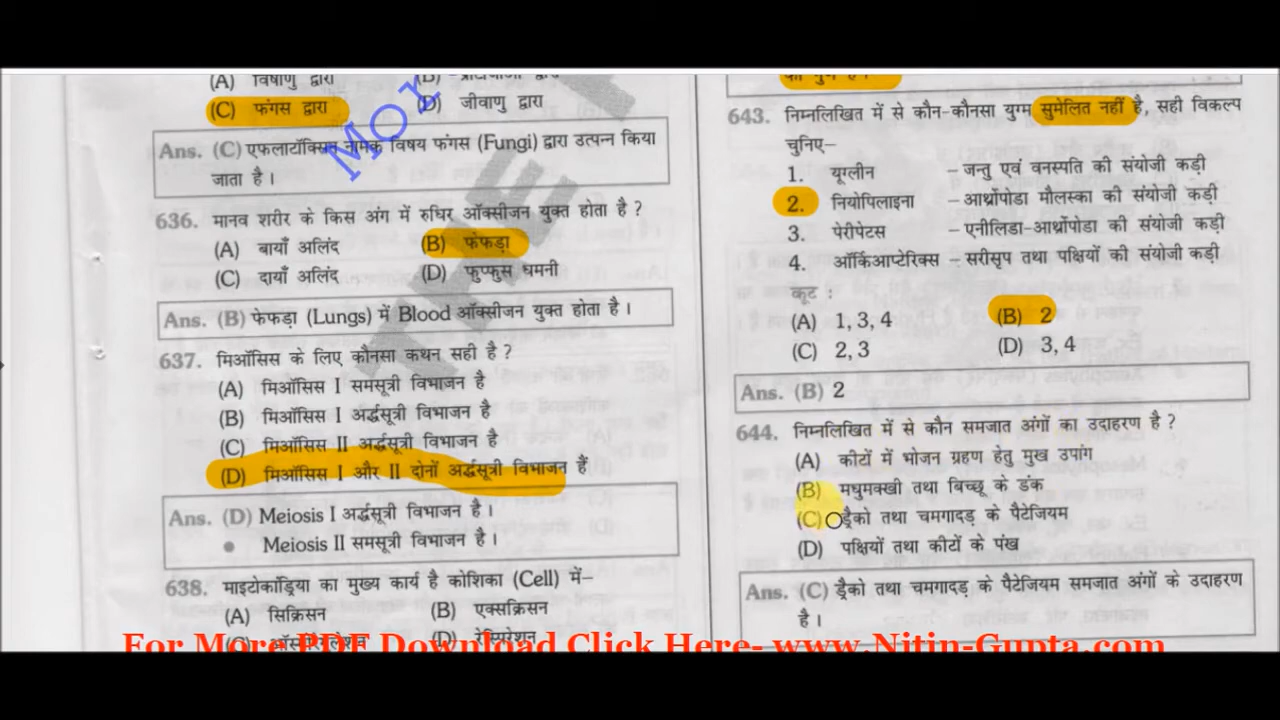 (A) विषाणु द्वारा
(C) फंगस द्वारा (D) जीवाणु द्वारा
Ans. (C) एफलाटॉक्सिन नामक विषय फंगस (Fungi) द्वारा उत्पन्न किया
जाता है।
636. मानव शरीर के किस अंग में रुधिर ऑक्सीजन युक्त होता है ?
(A) बायाँ अलिंद (B) फेफड़ा
(C) दायाँ अलिंद (D) फुफ्फुस धमनी
Ans. (B) फेफड़ा (Lungs) में Blood ऑक्सीजन युक्त होता है।
637. मिऑसिस के लिए कौनसा कथन सही है ?
(A) मिऑसिस I समसूत्री विभाजन है
(B) मिऑसिस I अर्द्धसूत्री विभाजन है
(C) मिऑसिस II अर्द्धसूत्री विभाजन है
(D) मिऑसिस I और II दोनों अर्द्धसूत्री विभाजन हैं
Ans. (D) Meiosis I अर्द्धसूत्री विभाजन है।
● Meiosis II समसूत्री विभाजन है।
638. माइटोकॉंड्रिया का मुख्य कार्य है कोशिका (Cell) में–
(A) सिक्रिसन (B) एक्सक्रिसन
(D) रेस्पिरेशन
643. निम्नलिखित में से कौन-कौनसा युग्म सुमेलित नहीं है, सही विकल्प
चुनिए–
1. यूग्लीन – जन्तु एवं वनस्पति की संयोजी कड़ी
2. नियोपिलाइना – आर्थ्रोपोडा मौलस्का की संयोजी कड़ी
3. पेरीपेटस – एनीलिडा-आर्थ्रोपोडा की संयोजी कड़ी
4. ऑर्किआप्टेरिक्स – सरीसृप तथा पक्षियों की संयोजी कड़ी
कूट :
(A) 1, 3, 4 (B) 2
(C) 2, 3 (D) 3, 4
Ans. (B) 2
644. निम्नलिखित में से कौन समजात अंगों का उदाहरण है ?
(A) कीटों में भोजन ग्रहण हेतु मुख उपांग
(B) मधुमक्खी तथा बिच्छू के डंक
(C) ड्रैको तथा चमगादड़ के पैटेजियम
(D) पक्षियों तथा कीटों के पंख
Ans. (C) ड्रैको तथा चमगादड़ के पैटेजियम समजात अंगों के उदाहरण
है।
For More PDF Download Click Here- www.Nitin-Gupta.com